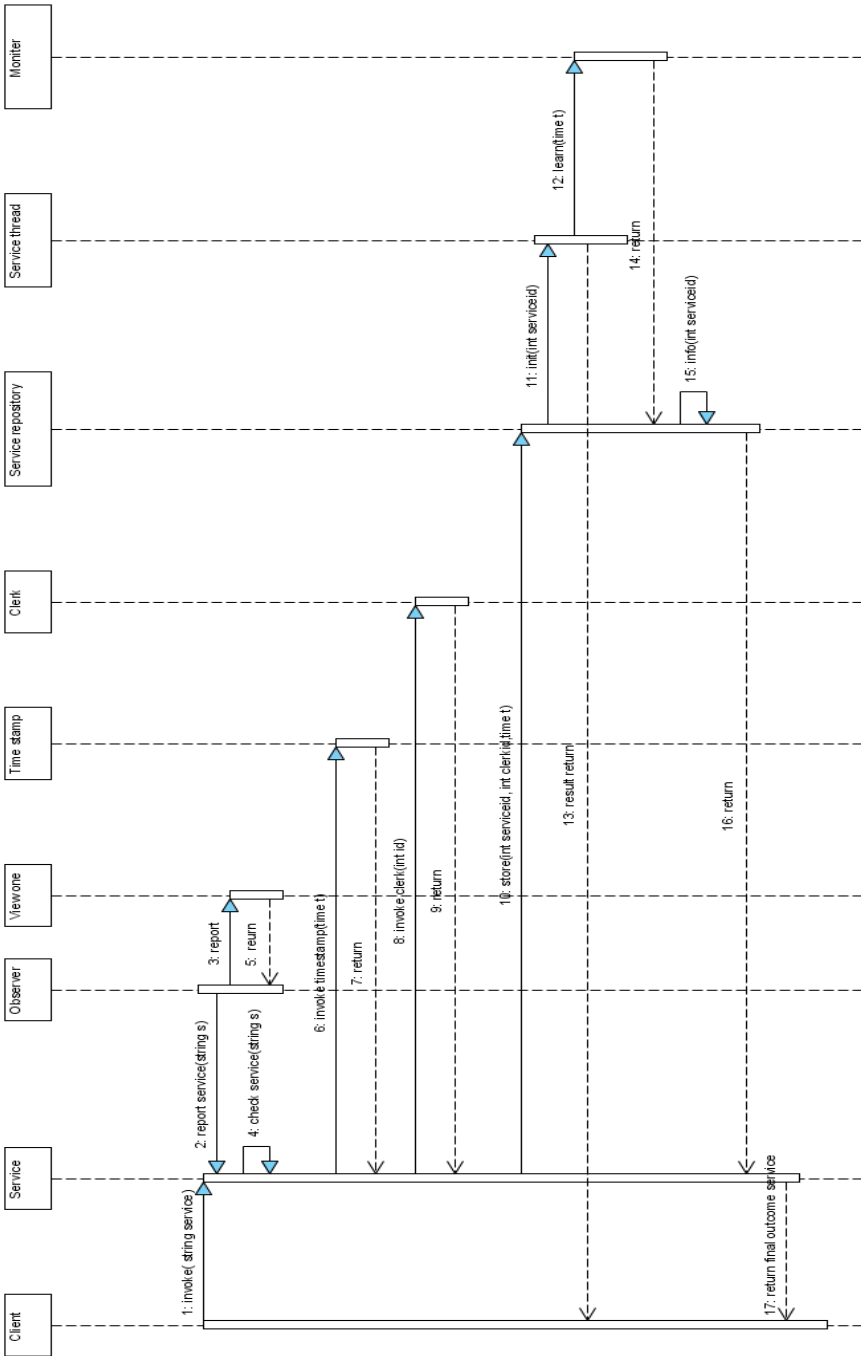 Client
Service
Observer
View one
Time stamp
Clerk
Service repository
Service thread
Moniter
1: invoke( string service)
2: report service(string s)
3: report
4: check service(string s)
5: reurn
6: invoke timestamp(time t)
7: return
8: invoke clerk(int id)
9: return
10: store(int serviceid, int clerkid,time t)
11: init(int serviceid)
12: learn(time t)
13: result return
14: return
15: info(int serviceid)
16: return
17: return final outcome service